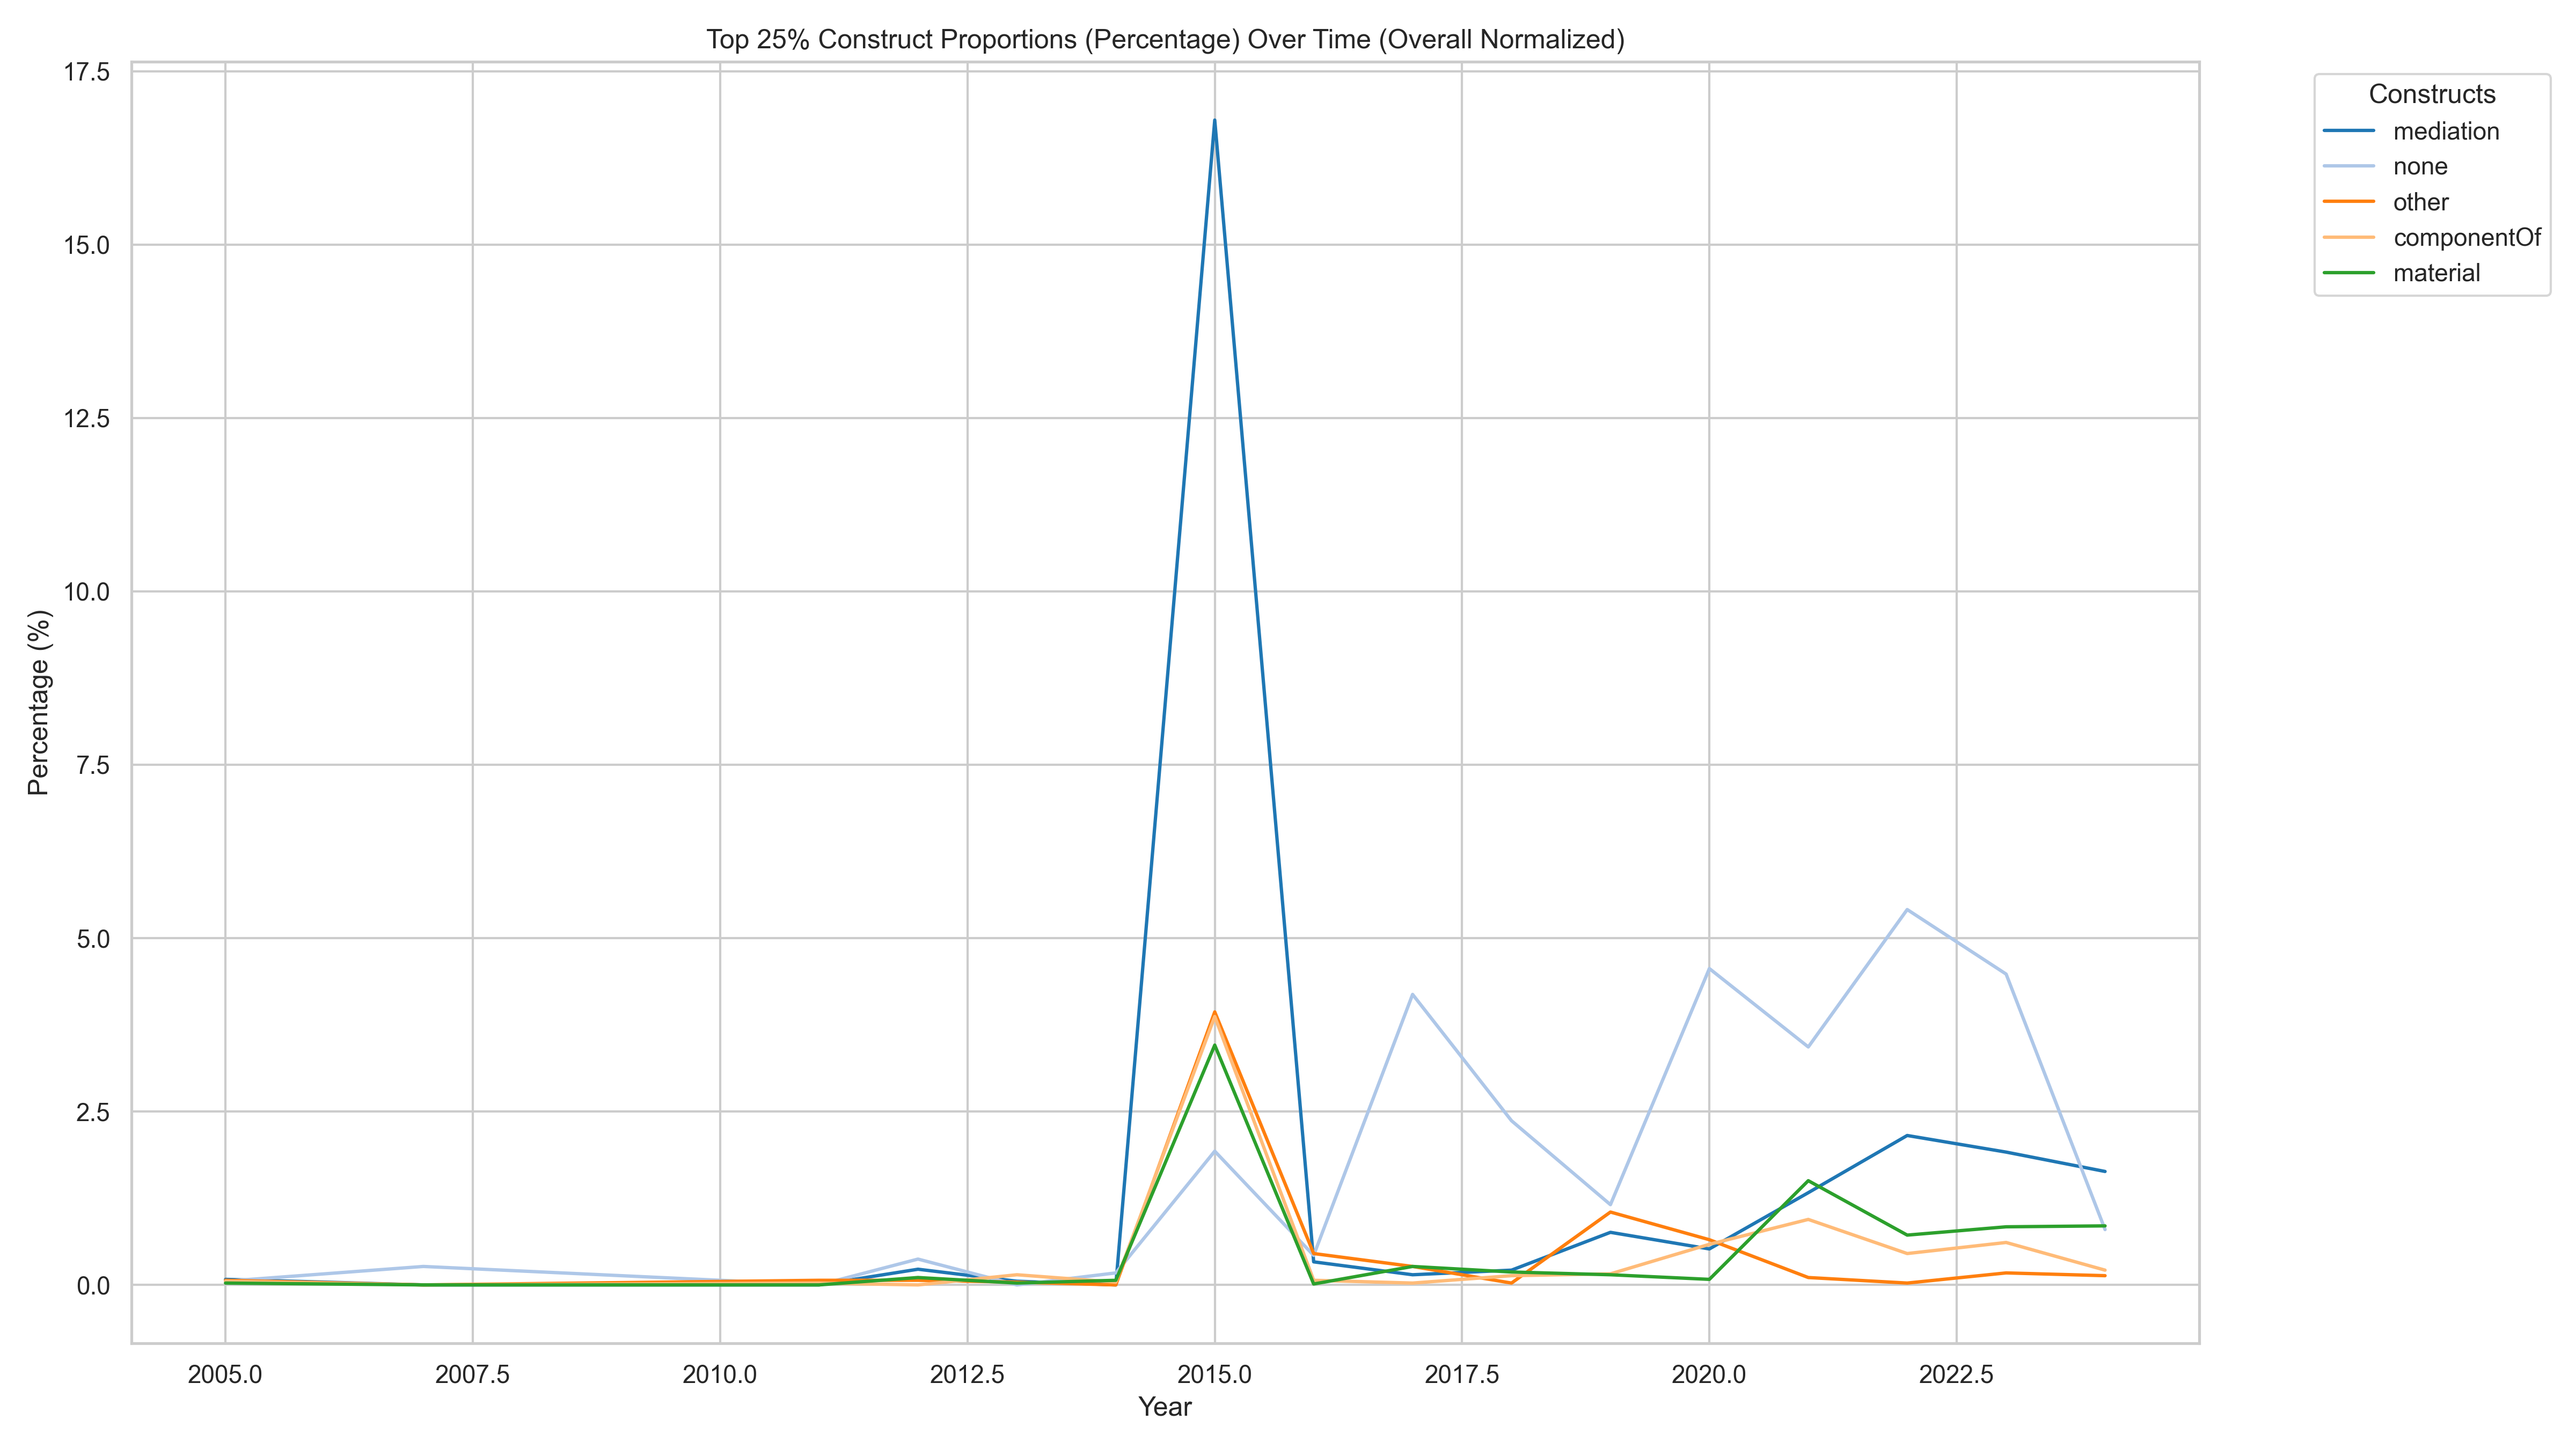 Top 25% Construct Proportions (Percentage) Over Time (Overall Normalized)
17.5
15.0
12.5
10.0
7.5
5.0
2.5
0.0
Percentage (%)
2005.0 2007.5 2010.0 2012.5 2015.0 2017.5 2020.0 2022.5
Year
Constructs
mediation
none
other
componentOf
material